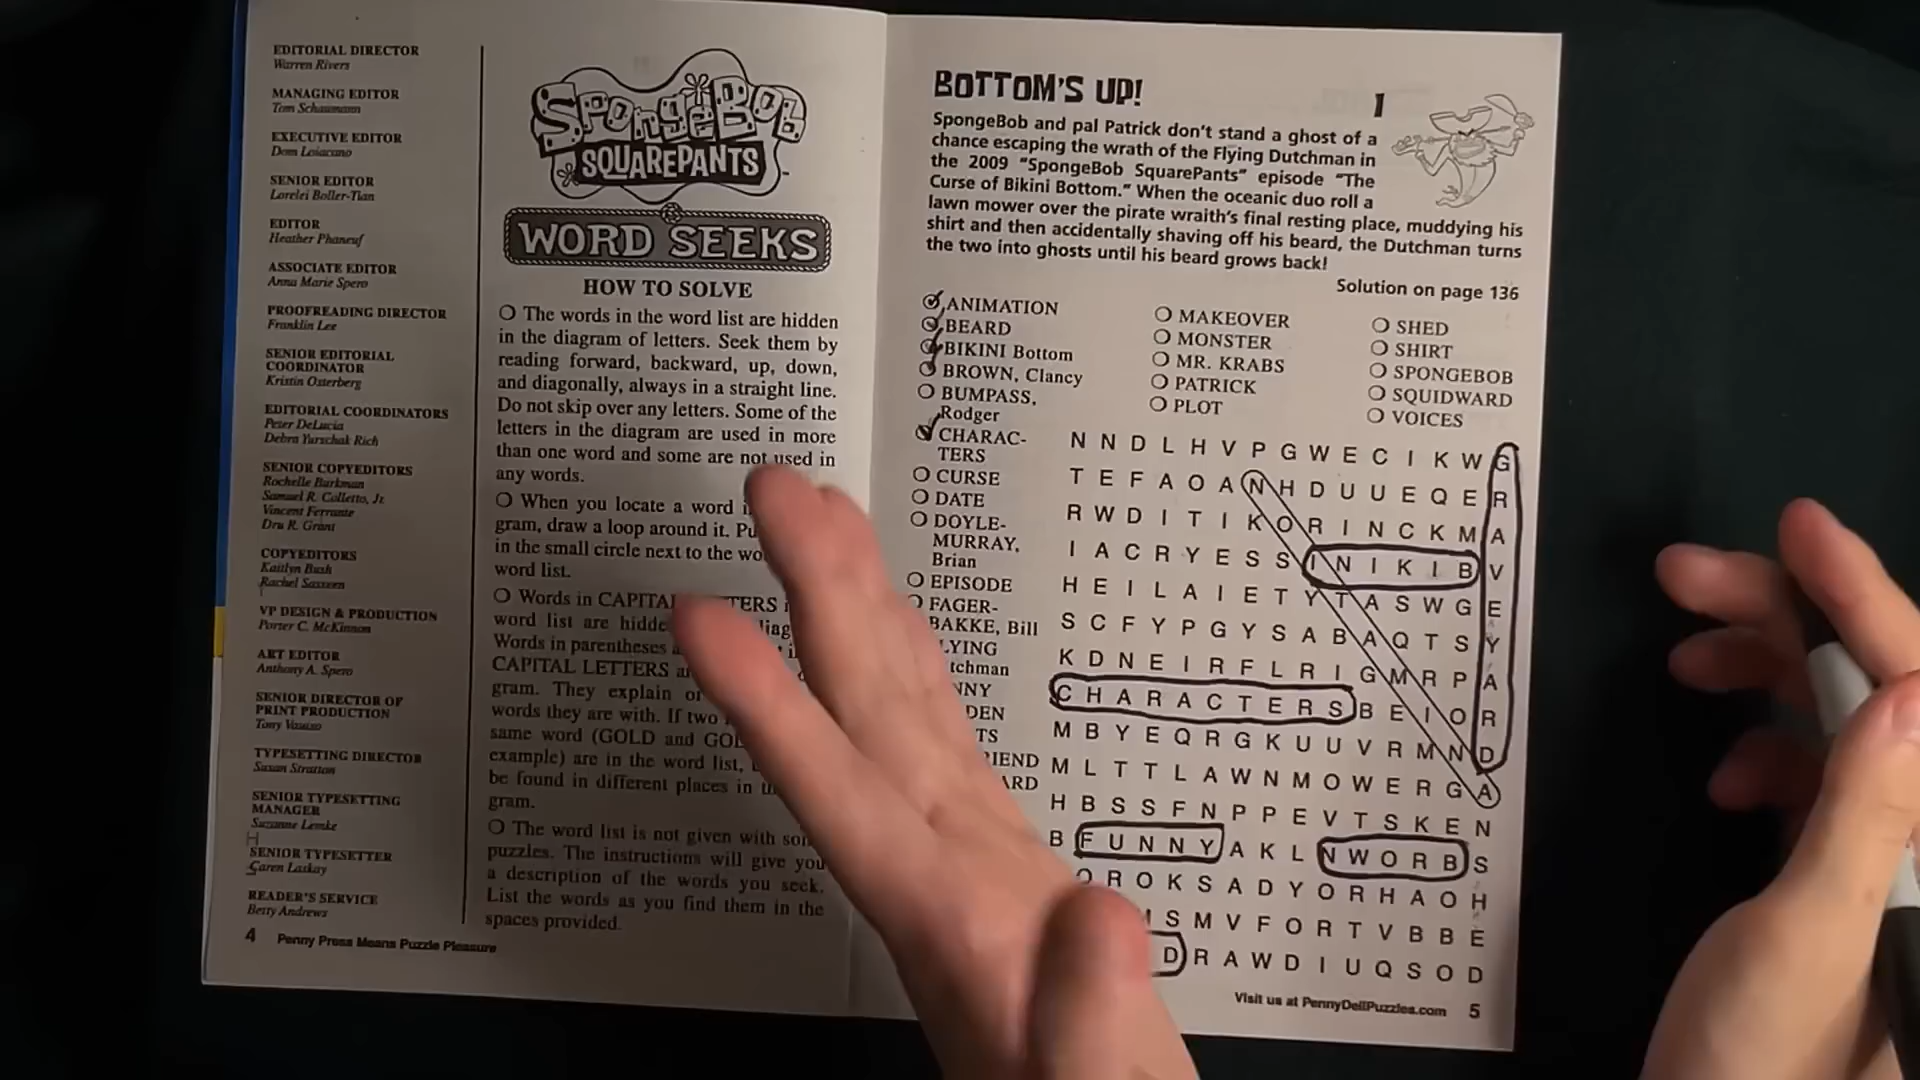 EDITORIAL DIRECTOR
Warren Rivers
MANAGING EDITOR
Tom Schaumann
EXECUTIVE EDITOR
Dom Loiacano
SENIOR EDITOR
Lorelei Boller-Tian
EDITOR
Heather Phaneuf
ASSOCIATE EDITOR
Anna Marie Spero
PROOFREADING DIRECTOR
Franklin Lee
SENIOR EDITORIAL
COORDINATOR
Kristin Osterberg
EDITORIAL COORDINATORS
Peter DeLucia
Debra Yurschak Rich
SENIOR COPYEDITORS
Rochelle Burkman
Samuel R. Colletto, Jr.
Vincent Ferrante
Dru R. Grant
COPYEDITORS
Kaitlyn Bush
Rachel Sasseen
VP DESIGN & PRODUCTION
Porter C. McKinnon
ART EDITOR
Anthony A. Spero
SENIOR DIRECTOR OF
PRINT PRODUCTION
Tony
TYPESETTING DIRECTOR
Susan Stratton
SENIOR TYPESETTING
MANAGER
Suzanne Lemke
SENIOR TYPESETTER
Caren Laskay
READER'S SERVICE
Betty Andrews
4 Penny Press Means Puzzle Pleasure
SpongeBob
SQUAREPANTS
WORD SEEKS
HOW TO SOLVE
The words in the word list are hidden
in the diagram of letters. Seek them by
reading forward, backward, up, down,
and diagonally, always in a straight line.
Do not skip over any letters. Some of the
letters in the diagram are used in more
than one word and some are not used in
any words.
When you locate a word
gram, draw a loop around it.
in the small circle next to the
word list.
Words in
word list are
Words in parentheses
CAPITAL LETTERS
gram. They explain
words they are with. If two
same word (GOLD and
example) are in the word list,
be found in different places in
gram.
The word list is not given with
puzzles. The instructions will give you
a description of the words you seek.
List the words as you find them in the
spaces provided.
BOTTOM'S UP!
1
SpongeBob and pal Patrick don't stand a ghost of a
chance escaping the wrath of the Flying Dutchman in
the 2009 "SpongeBob SquarePants" episode "The
Curse of Bikini Bottom." When the oceanic duo roll a
lawn mower over the pirate wraith's final resting place, muddying his
shirt and then accidentally shaving off his beard, the Dutchman turns
the two into ghosts until his beard grows back!
Solution on page 136
ANIMATION
BEARD
BIKINI Bottom
BROWN, Clancy
BUMPASS,
Rodger
CHARAC-
TERS
CURSE
DATE
DOYLE-
MURRAY,
Brian
EPISODE
FAGER-
BAKKE, Bill
MAKEOVER
MONSTER
MR. KRABS
PATRICK
PLOT
SHED
SHIRT
SPONGEBOB
SQUIDWARD
VOICES
N N D L H V P G W E C I K W G
T E F A O A N H D U U E Q E R
R W D I T I K O R I N C K M A
I A C R Y E S S I N I K I B V
H E I L A I E T Y T A S W G E
S C F Y P G Y S A B A Q T S Y
K D N E I R F L R I G M R P A
C H A R A C T E R S B E I O R
M B Y E Q R G K U U V R M N D
M L T T L A W N M O W E R G A
H B S S F N P P E V T S K E N
B F U N N Y A K L N W O R B S
O R O K S A D Y O R H A O H
S M V F O R T V B B E
D R A W D I U Q S O D
Visit us at PennyDellPuzzles.com 5